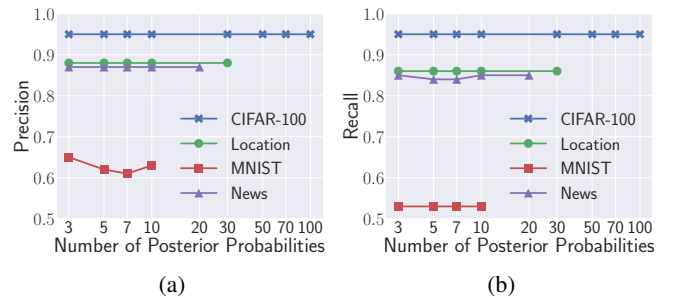 1.0
0.9
0.8
0.7
0.6
0.5
Precision
CIFAR-100
Location
MNIST
News
3 5 7 10 20 30 50 70 100
Number of Posterior Probabilities
(a)
1.0
0.9
0.8
0.7
0.6
0.5
Recall
CIFAR-100
Location
MNIST
News
3 5 7 10 20 30 50 70 100
Number of Posterior Probabilities
(b)